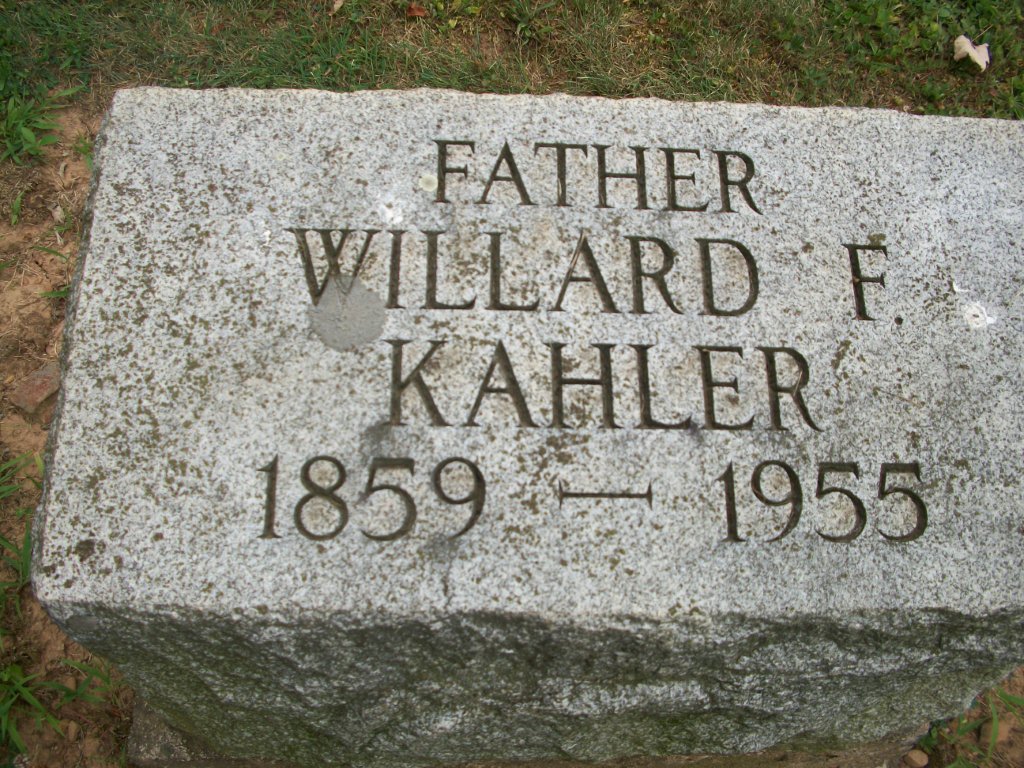 FATHER
WILLARD F.
KAHLER
1859 — 1955